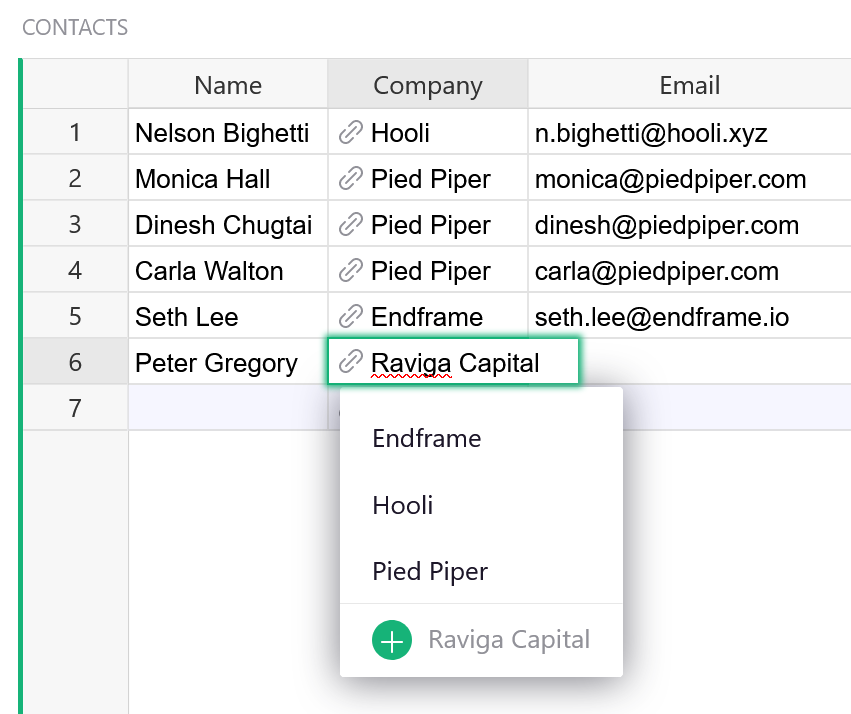 CONTACTS
Name Company Email
1 Nelson Bighetti Hooli n.bighetti@hooli.xyz
2 Monica Hall Pied Piper monica@piedpiper.com
3 Dinesh Chugtai Pied Piper dinesh@piedpiper.com
4 Carla Walton Pied Piper carla@piedpiper.com
5 Seth Lee Endframe seth.lee@endframe.io
6 Peter Gregory Raviga Capital
7
Endframe
Hooli
Pied Piper
Raviga Capital